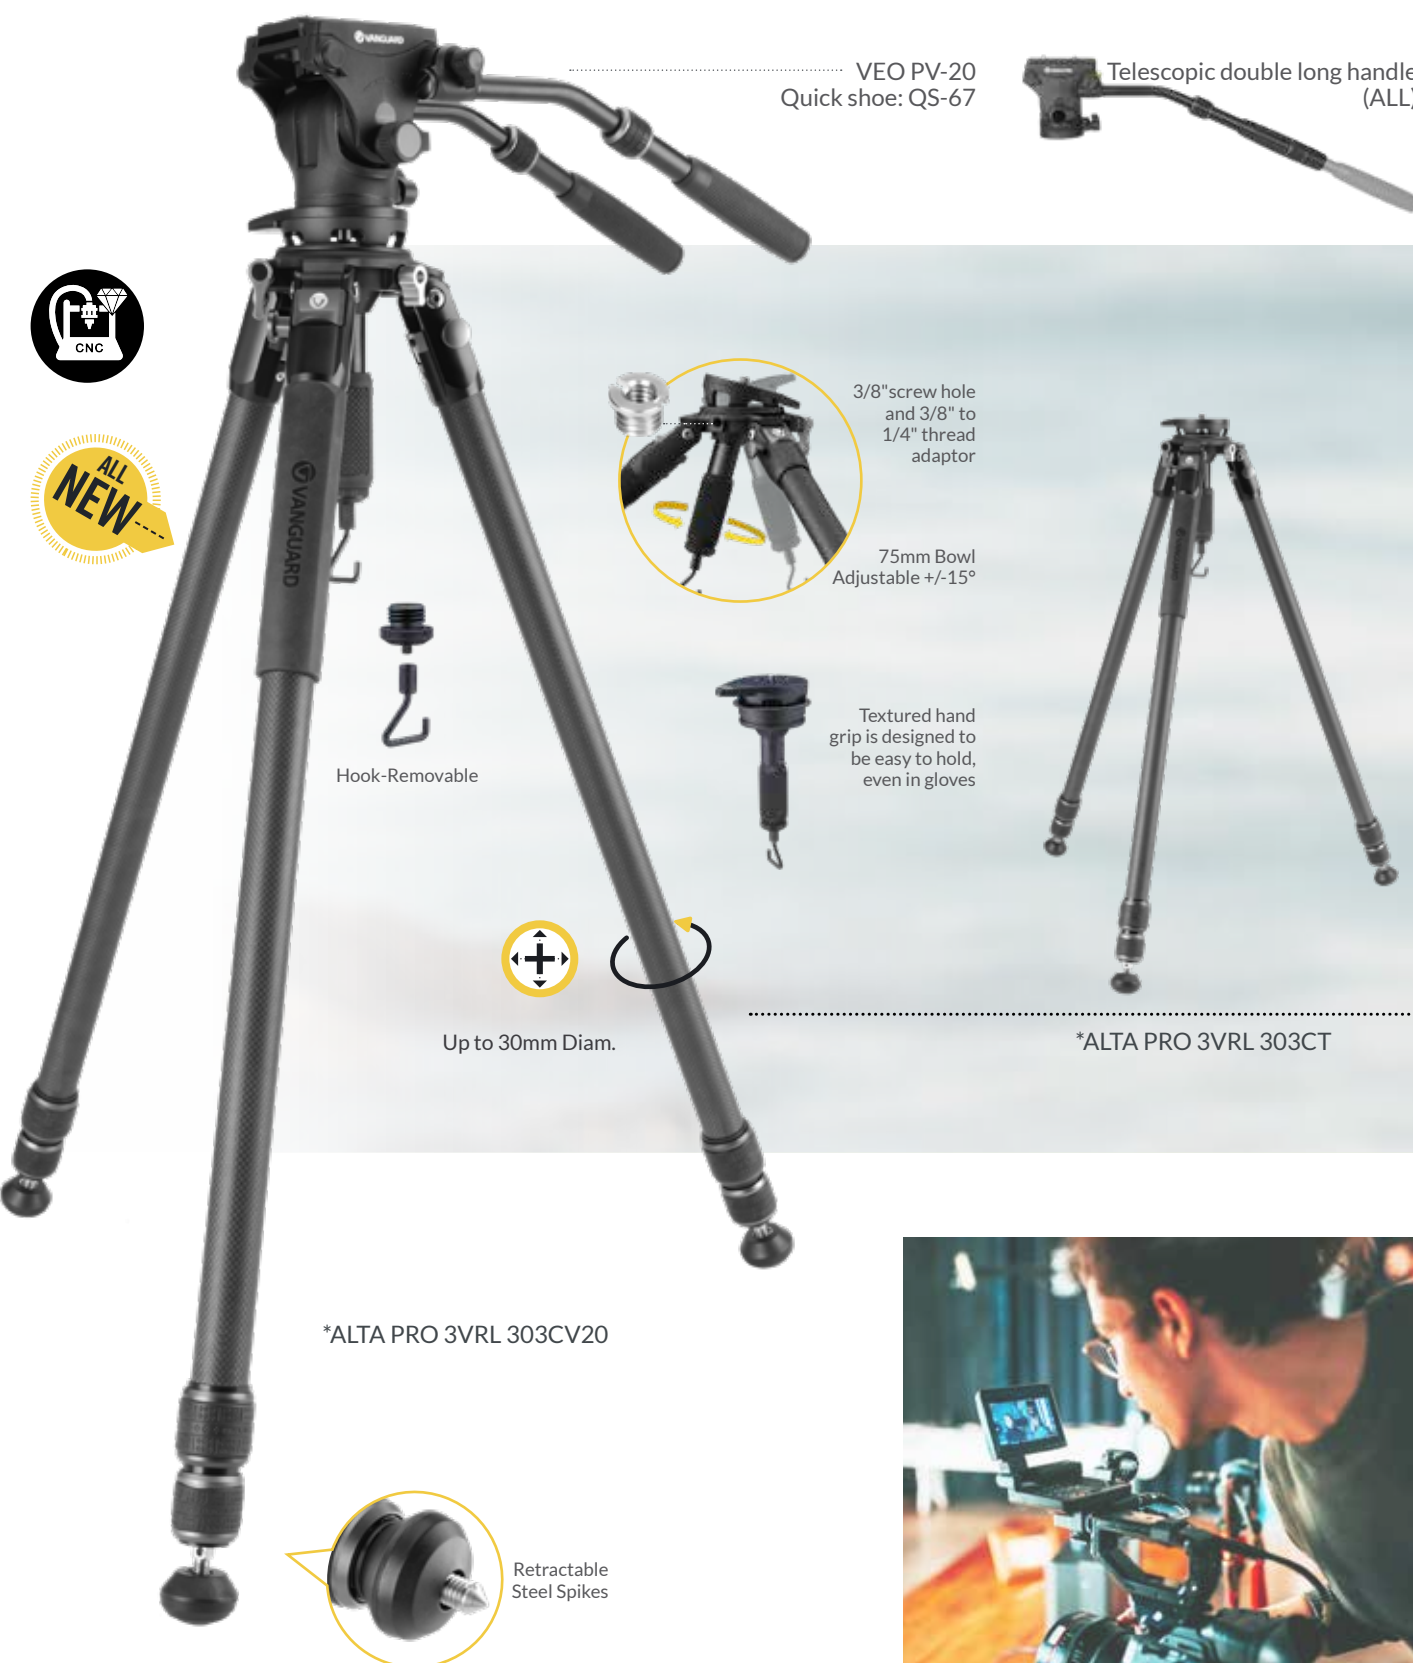 VANGUARD
VEO PV-20
Quick shoe: QS-67
Telescopic double long handle
(ALL)
CNC
ALL
NEW
VANGUARD
3/8"screw hole
and 3/8" to
1/4" thread
adaptor
75mm Bowl
Adjustable +/-15°
Hook-Removable
Textured hand
grip is designed to
be easy to hold,
even in gloves
VANGUARD
Up to 30mm Diam.
*ALTA PRO 3VRL 303CT
*ALTA PRO 3VRL 303CV20
Retractable
Steel Spikes